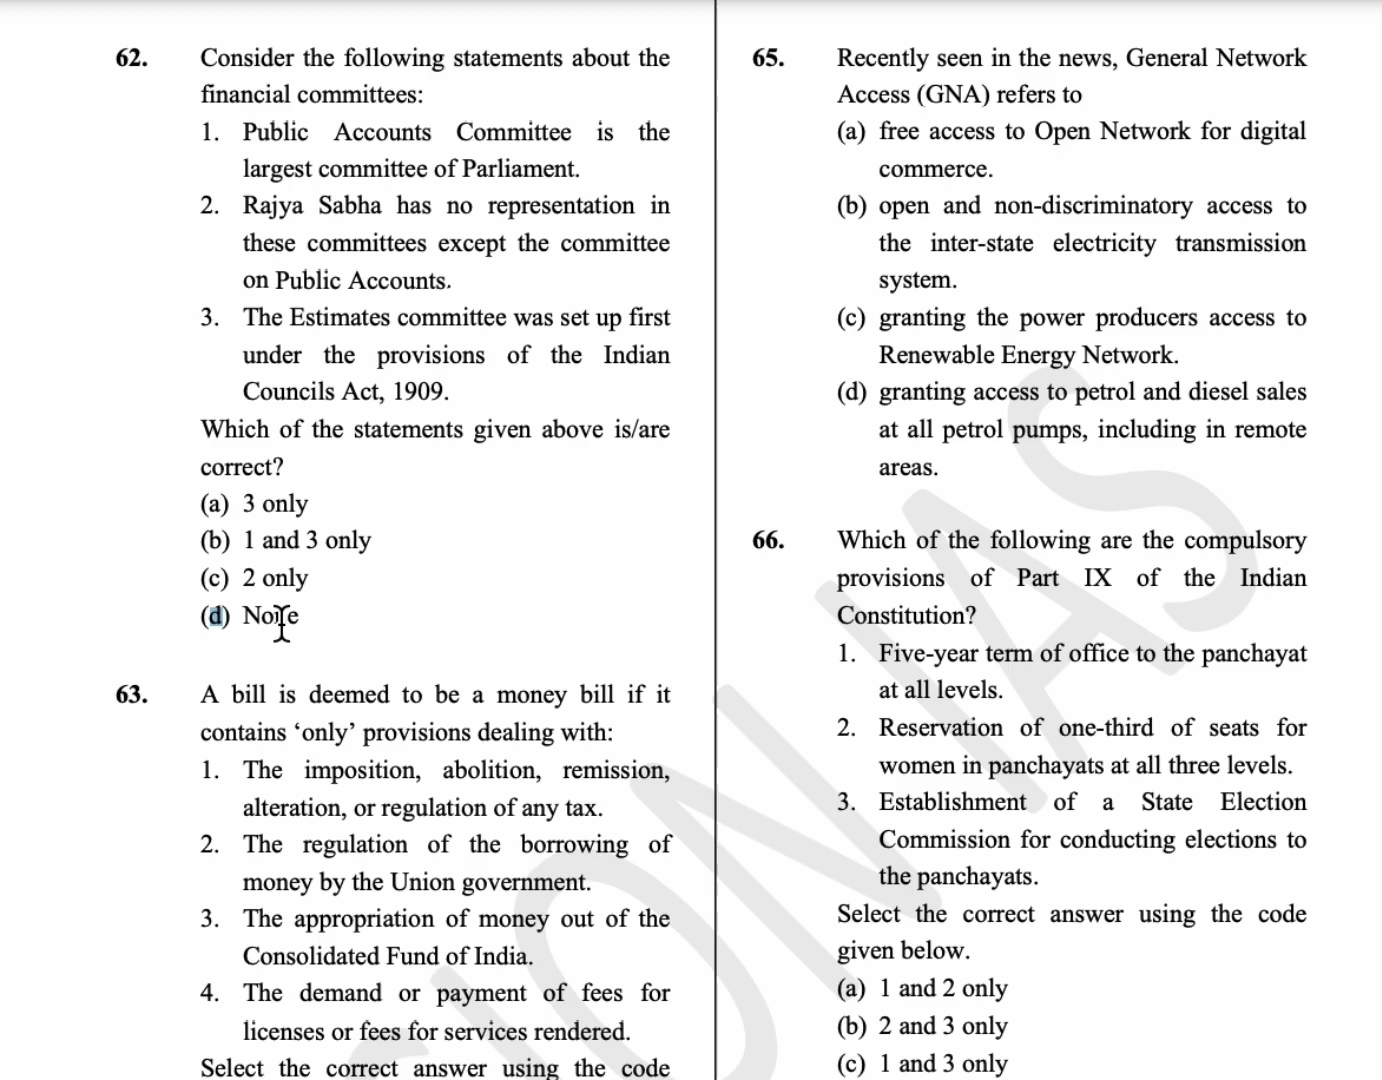 62. Consider the following statements about the
financial committees:
1. Public Accounts Committee is the
largest committee of Parliament.
2. Rajya Sabha has no representation in
these committees except the committee
on Public Accounts.
3. The Estimates committee was set up first
under the provisions of the Indian
Councils Act, 1909.
Which of the statements given above is/are
correct?
(a) 3 only
(b) 1 and 3 only
(c) 2 only
(d) None
63. A bill is deemed to be a money bill if it
contains ‘only’ provisions dealing with:
1. The imposition, abolition, remission,
alteration, or regulation of any tax.
2. The regulation of the borrowing of
money by the Union government.
3. The appropriation of money out of the
Consolidated Fund of India.
4. The demand or payment of fees for
licenses or fees for services rendered.
Select the correct answer using the code
65. Recently seen in the news, General Network
Access (GNA) refers to
(a) free access to Open Network for digital
commerce.
(b) open and non-discriminatory access to
the inter-state electricity transmission
system.
(c) granting the power producers access to
Renewable Energy Network.
(d) granting access to petrol and diesel sales
at all petrol pumps, including in remote
areas.
66. Which of the following are the compulsory
provisions of Part IX of the Indian
Constitution?
1. Five-year term of office to the panchayat
at all levels.
2. Reservation of one-third of seats for
women in panchayats at all three levels.
3. Establishment of a State Election
Commission for conducting elections to
the panchayats.
Select the correct answer using the code
given below.
(a) 1 and 2 only
(b) 2 and 3 only
(c) 1 and 3 only
ION IAS